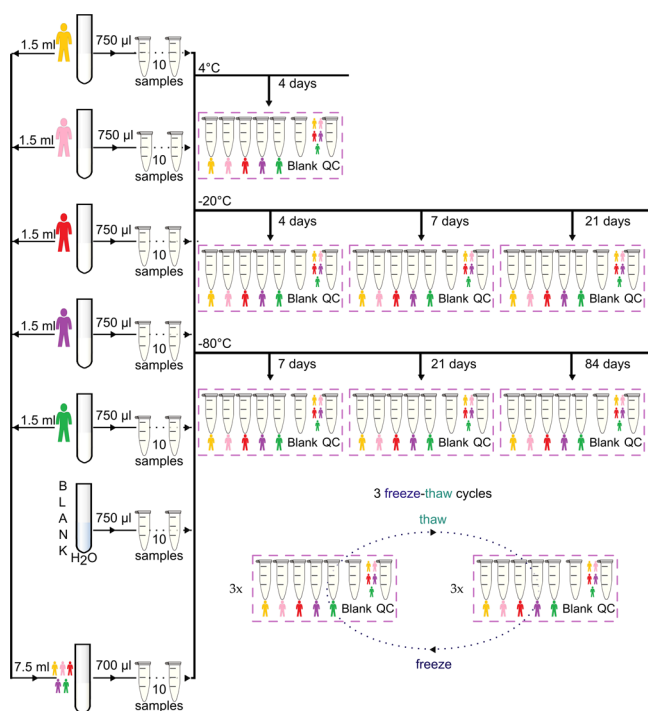 1.5 ml 750 µl 10 samples
4°C
4 days
Blank QC
1.5 ml 750 µl 10 samples
-20°C
4 days 7 days 21 days
1.5 ml 750 µl 10 samples
Blank QC Blank QC Blank QC
1.5 ml 750 µl 10 samples
-80°C
7 days 21 days 84 days
1.5 ml 750 µl 10 samples
Blank QC Blank QC Blank QC
BLANK
H2O
750 µl 10 samples
3 freeze-thaw cycles
thaw
3x Blank QC 3x Blank QC
freeze
7.5 ml 700 µl 10 samples